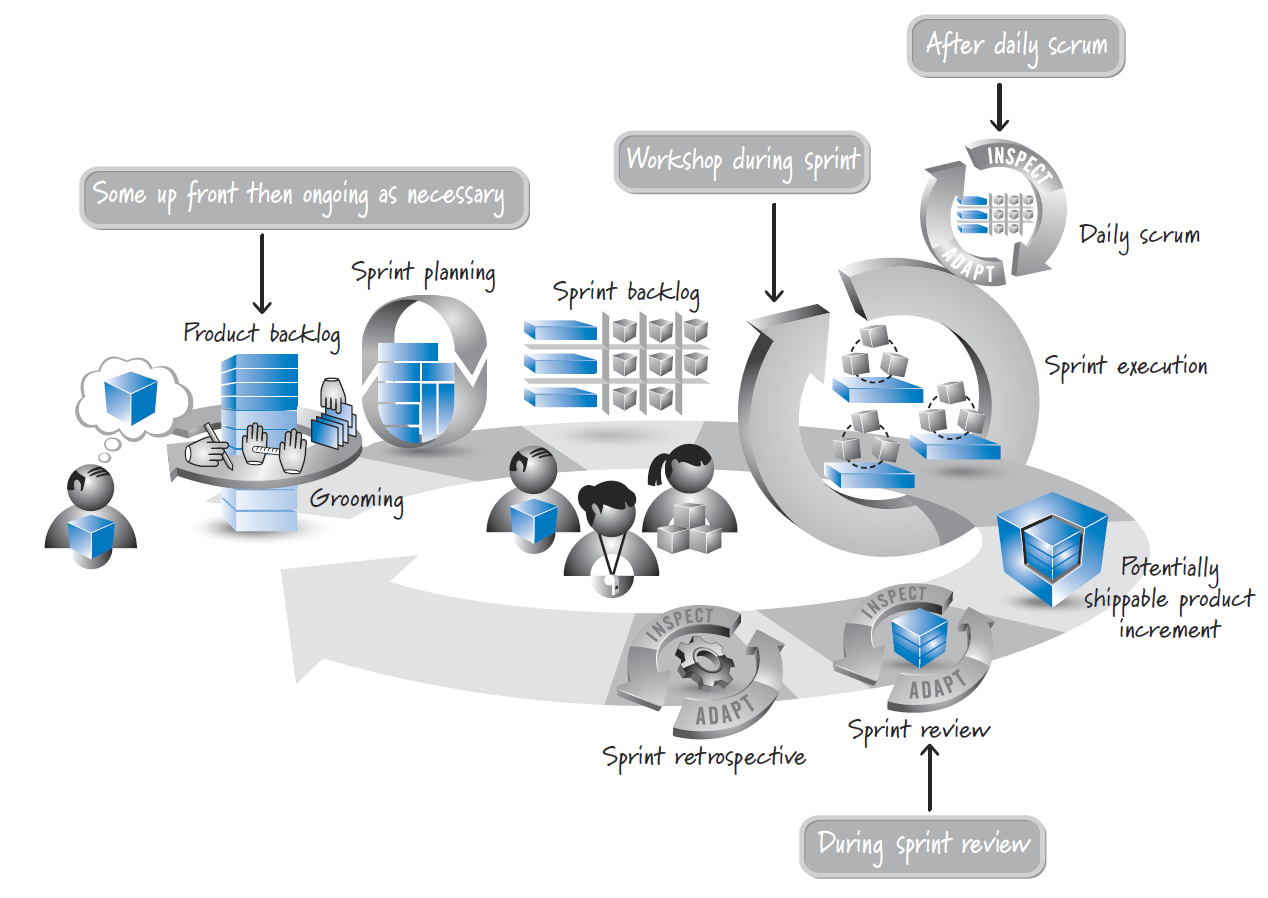 After daily scrum
Workshop during sprint
Some up front then ongoing as necessary
INSPECT
ADAPT
Daily scrum
Sprint planning
Sprint backlog
Product backlog
Sprint execution
Grooming
Potentially
shippable product
increment
INSPECT
ADAPT
Sprint review
INSPECT
ADAPT
Sprint retrospective
During sprint review